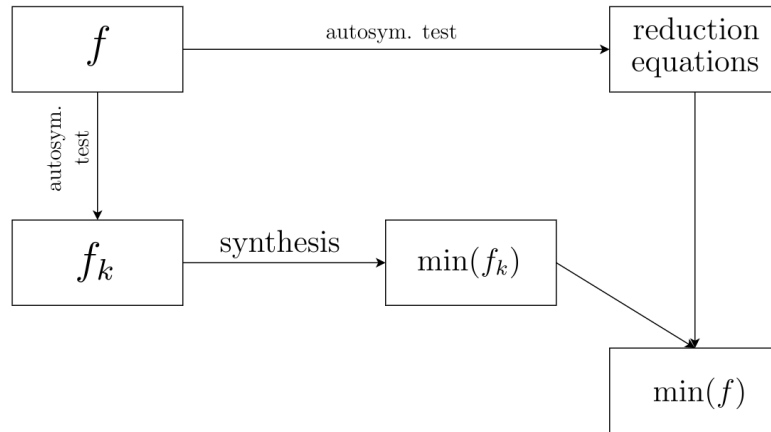 f
autosym. test
reduction
equations
autosym.
test
f_k
synthesis
min(f_k)
min(f)